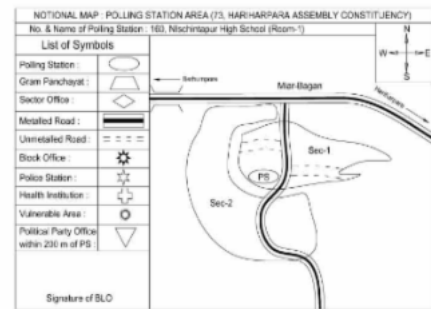 NOTIONAL MAP : POLLING STATION AREA (73, HARIHARPARA ASSEMBLY CONSTITUENCY)
No. & Name of Polling Station : 160, Nischintapur High School (Room-1)
List of Symbols
Polling Station :
Gram Panchayat :
Sector Office :
Metalled Road :
Unmetalled Road :
Block Office :
Police Station :
Health Institution :
Vulnerable Area :
Political Party Office
within 200 m of PS :
Signature of BLO
N
W
E
S
Miar-Bagan
Hariharpara
Sec-1
PS
Sec-2